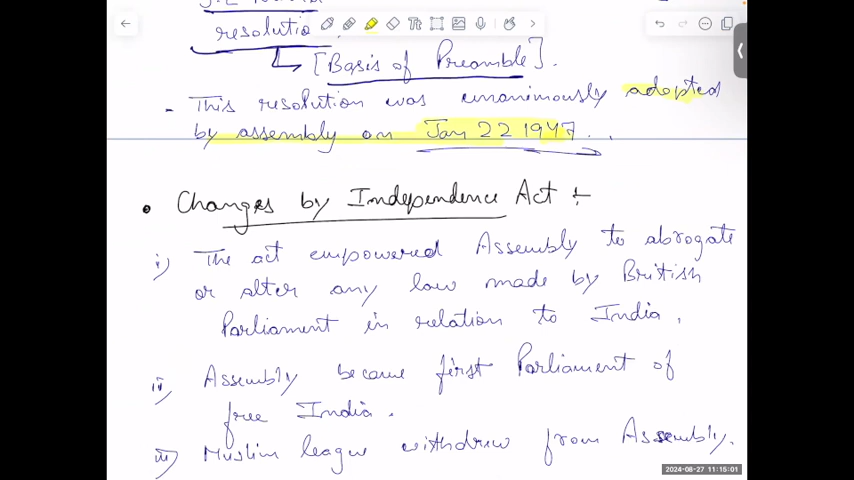 resolutio
[Basis of Preamble].
- This resolution was unanimously adopted
by assembly on Jan 22 1947.
• Changes by Independence Act :-
i) The act empowered Assembly to abrogate
or alter any law made by British
Parliament in relation to India.
ii) Assembly became first Parliament of
free India.
iii) Muslim league withdrew from Assembly.
2024-08-27 11:15:01